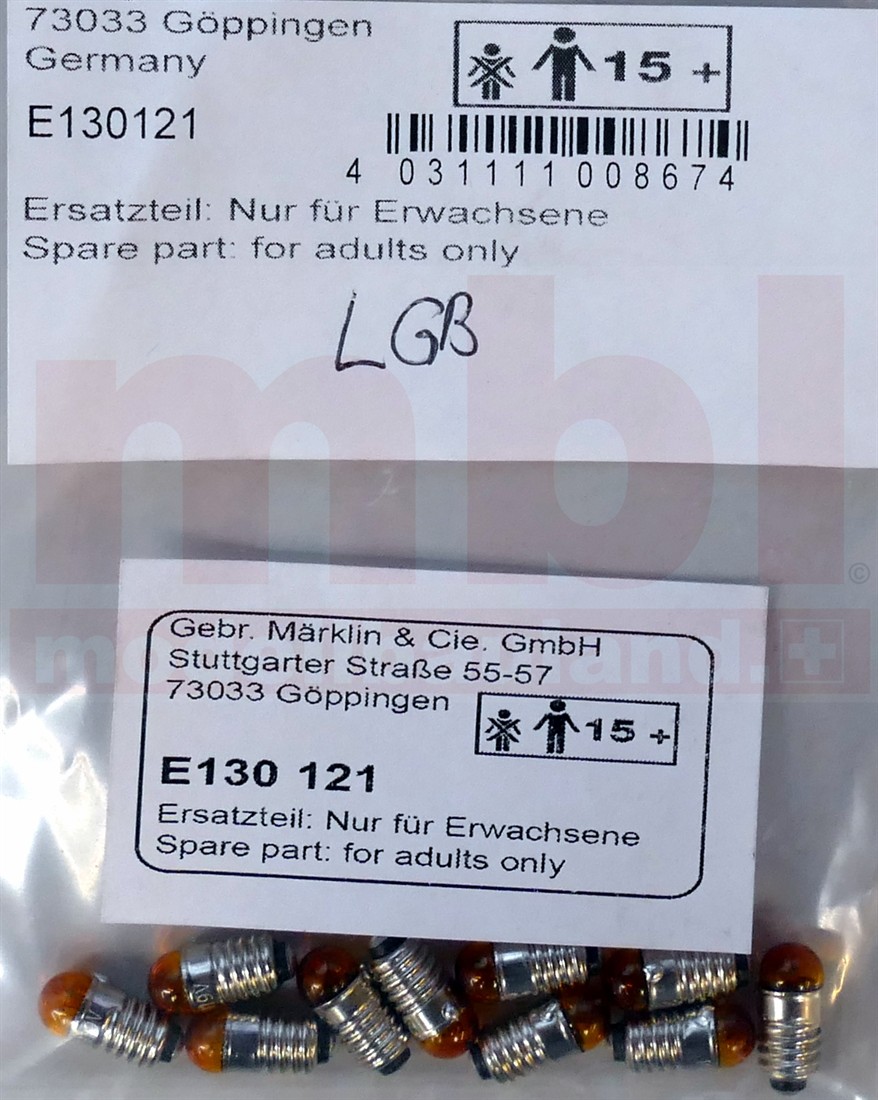 73033 Göppingen
Germany
15 +
E130121
4 031111 008674
Ersatzteil: Nur für Erwachsene
Spare part: for adults only
LGB
mbl
©
Gebr. Märklin & Cie. GmbH
Stuttgarter Straße 55-57
73033 Göppingen
15 +
E130 121
Ersatzteil: Nur für Erwachsene
Spare part: for adults only